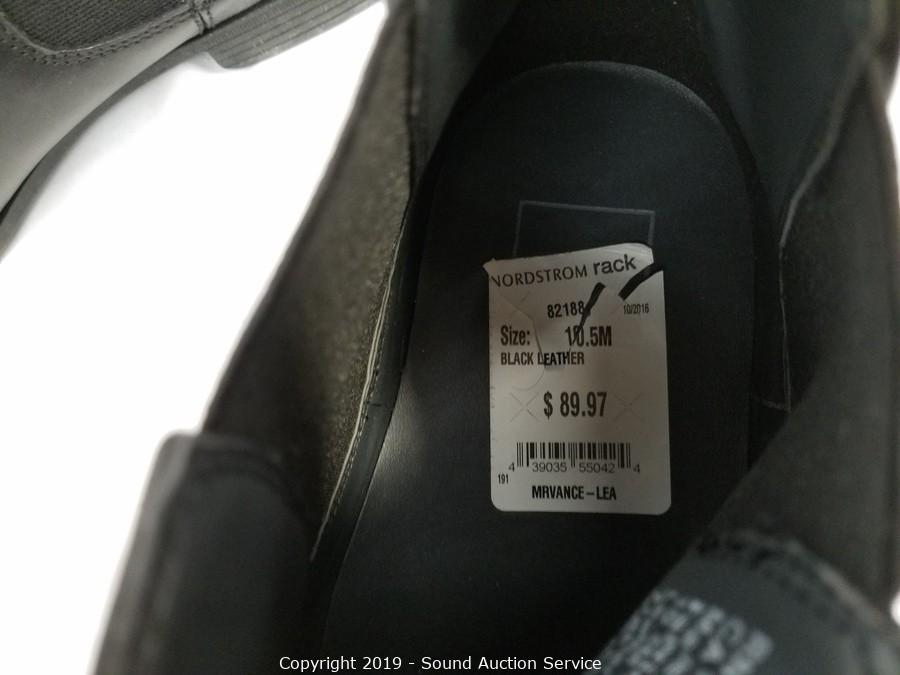 NORDSTROM rack
82188
10/2016
Size: 10.5M
BLACK LEATHER
$ 89.97
4 39035 55042 4
191
MRVANCE-LEA
Copyright 2019 - Sound Auction Service